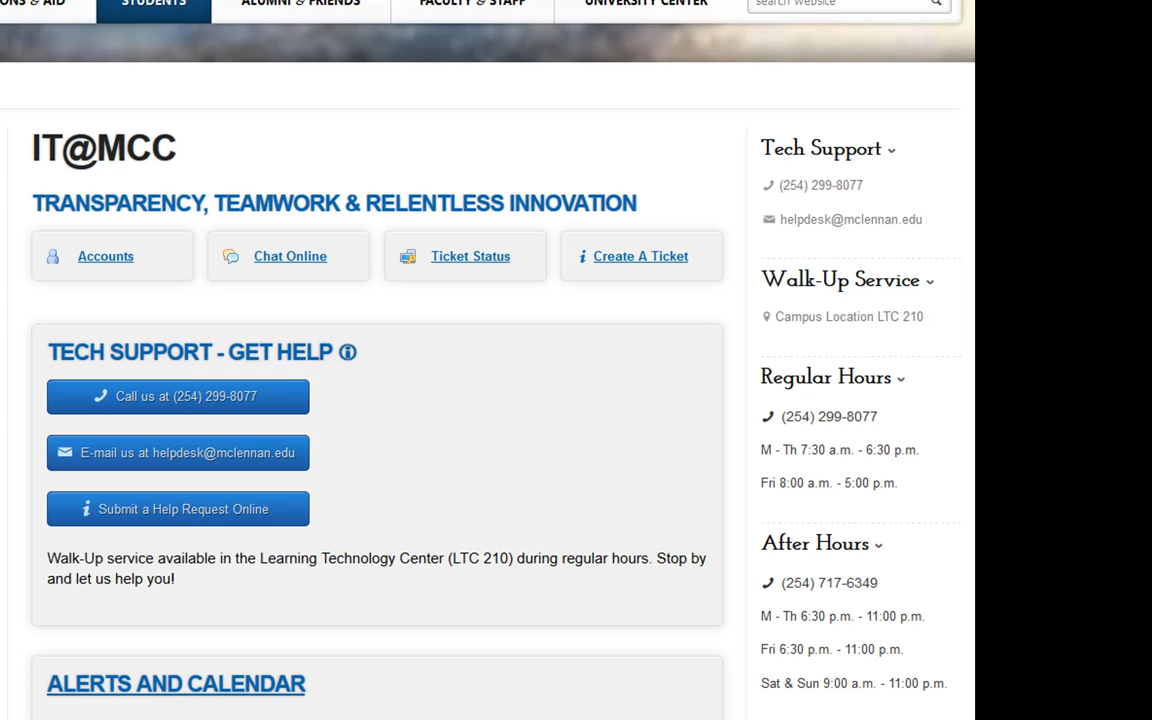 ONS & AID
STUDENTS
ALUMNI & FRIENDS
FACULTY & STAFF
UNIVERSITY CENTER
search website
IT@MCC
TRANSPARENCY, TEAMWORK & RELENTLESS INNOVATION
Accounts
Chat Online
Ticket Status
Create A Ticket
TECH SUPPORT - GET HELP
Call us at (254) 299-8077
E-mail us at helpdesk@mclennan.edu
Submit a Help Request Online
Walk-Up service available in the Learning Technology Center (LTC 210) during regular hours. Stop by
and let us help you!
ALERTS AND CALENDAR
Tech Support
(254) 299-8077
helpdesk@mclennan.edu
Walk-Up Service
Campus Location LTC 210
Regular Hours
(254) 299-8077
M - Th 7:30 a.m. - 6:30 p.m.
Fri 8:00 a.m. - 5:00 p.m.
After Hours
(254) 717-6349
M - Th 6:30 p.m. - 11:00 p.m.
Fri 6:30 p.m. - 11:00 p.m.
Sat & Sun 9:00 a.m. - 11:00 p.m.